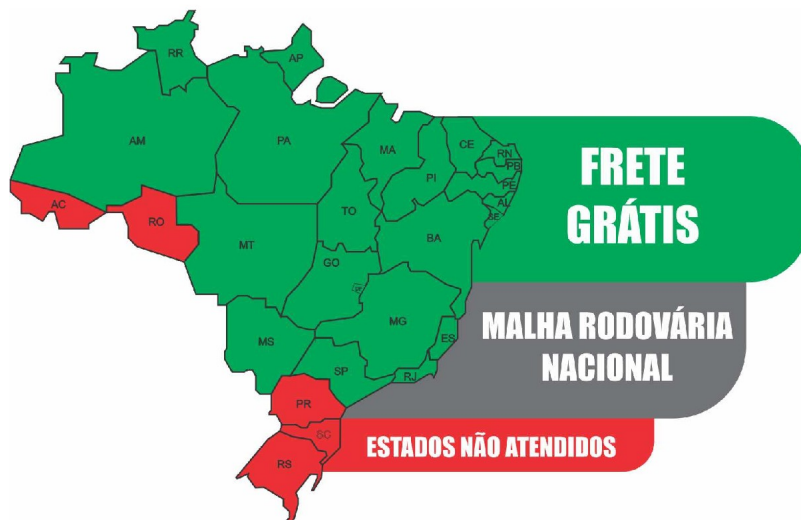 RR
AP
AM
PA
MA
CE
RN
PB
PI
PE
AL
SE
AC
RO
TO
BA
MT
GO
DF
MG
ES
MS
SP
RJ
PR
SC
RS
FRETE
GRÁTIS
MALHA RODOVÁRIA
NACIONAL
ESTADOS NÃO ATENDIDOS